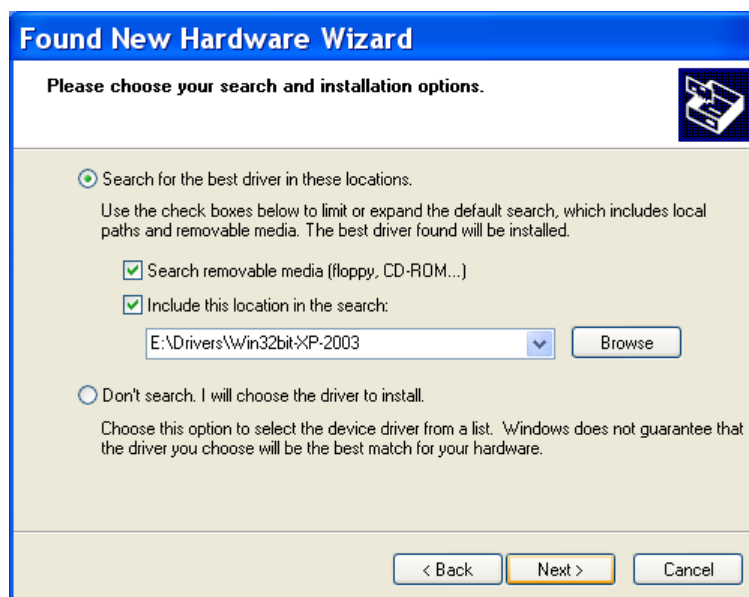 Found New Hardware Wizard
Please choose your search and installation options.
Search for the best driver in these locations.
Use the check boxes below to limit or expand the default search, which includes local
paths and removable media. The best driver found will be installed.
Search removable media (floppy, CD-ROM...)
Include this location in the search:
E:\Drivers\Win32bit-XP-2003
Browse
Don't search. I will choose the driver to install.
Choose this option to select the device driver from a list. Windows does not guarantee that
the driver you choose will be the best match for your hardware.
< Back
Next >
Cancel